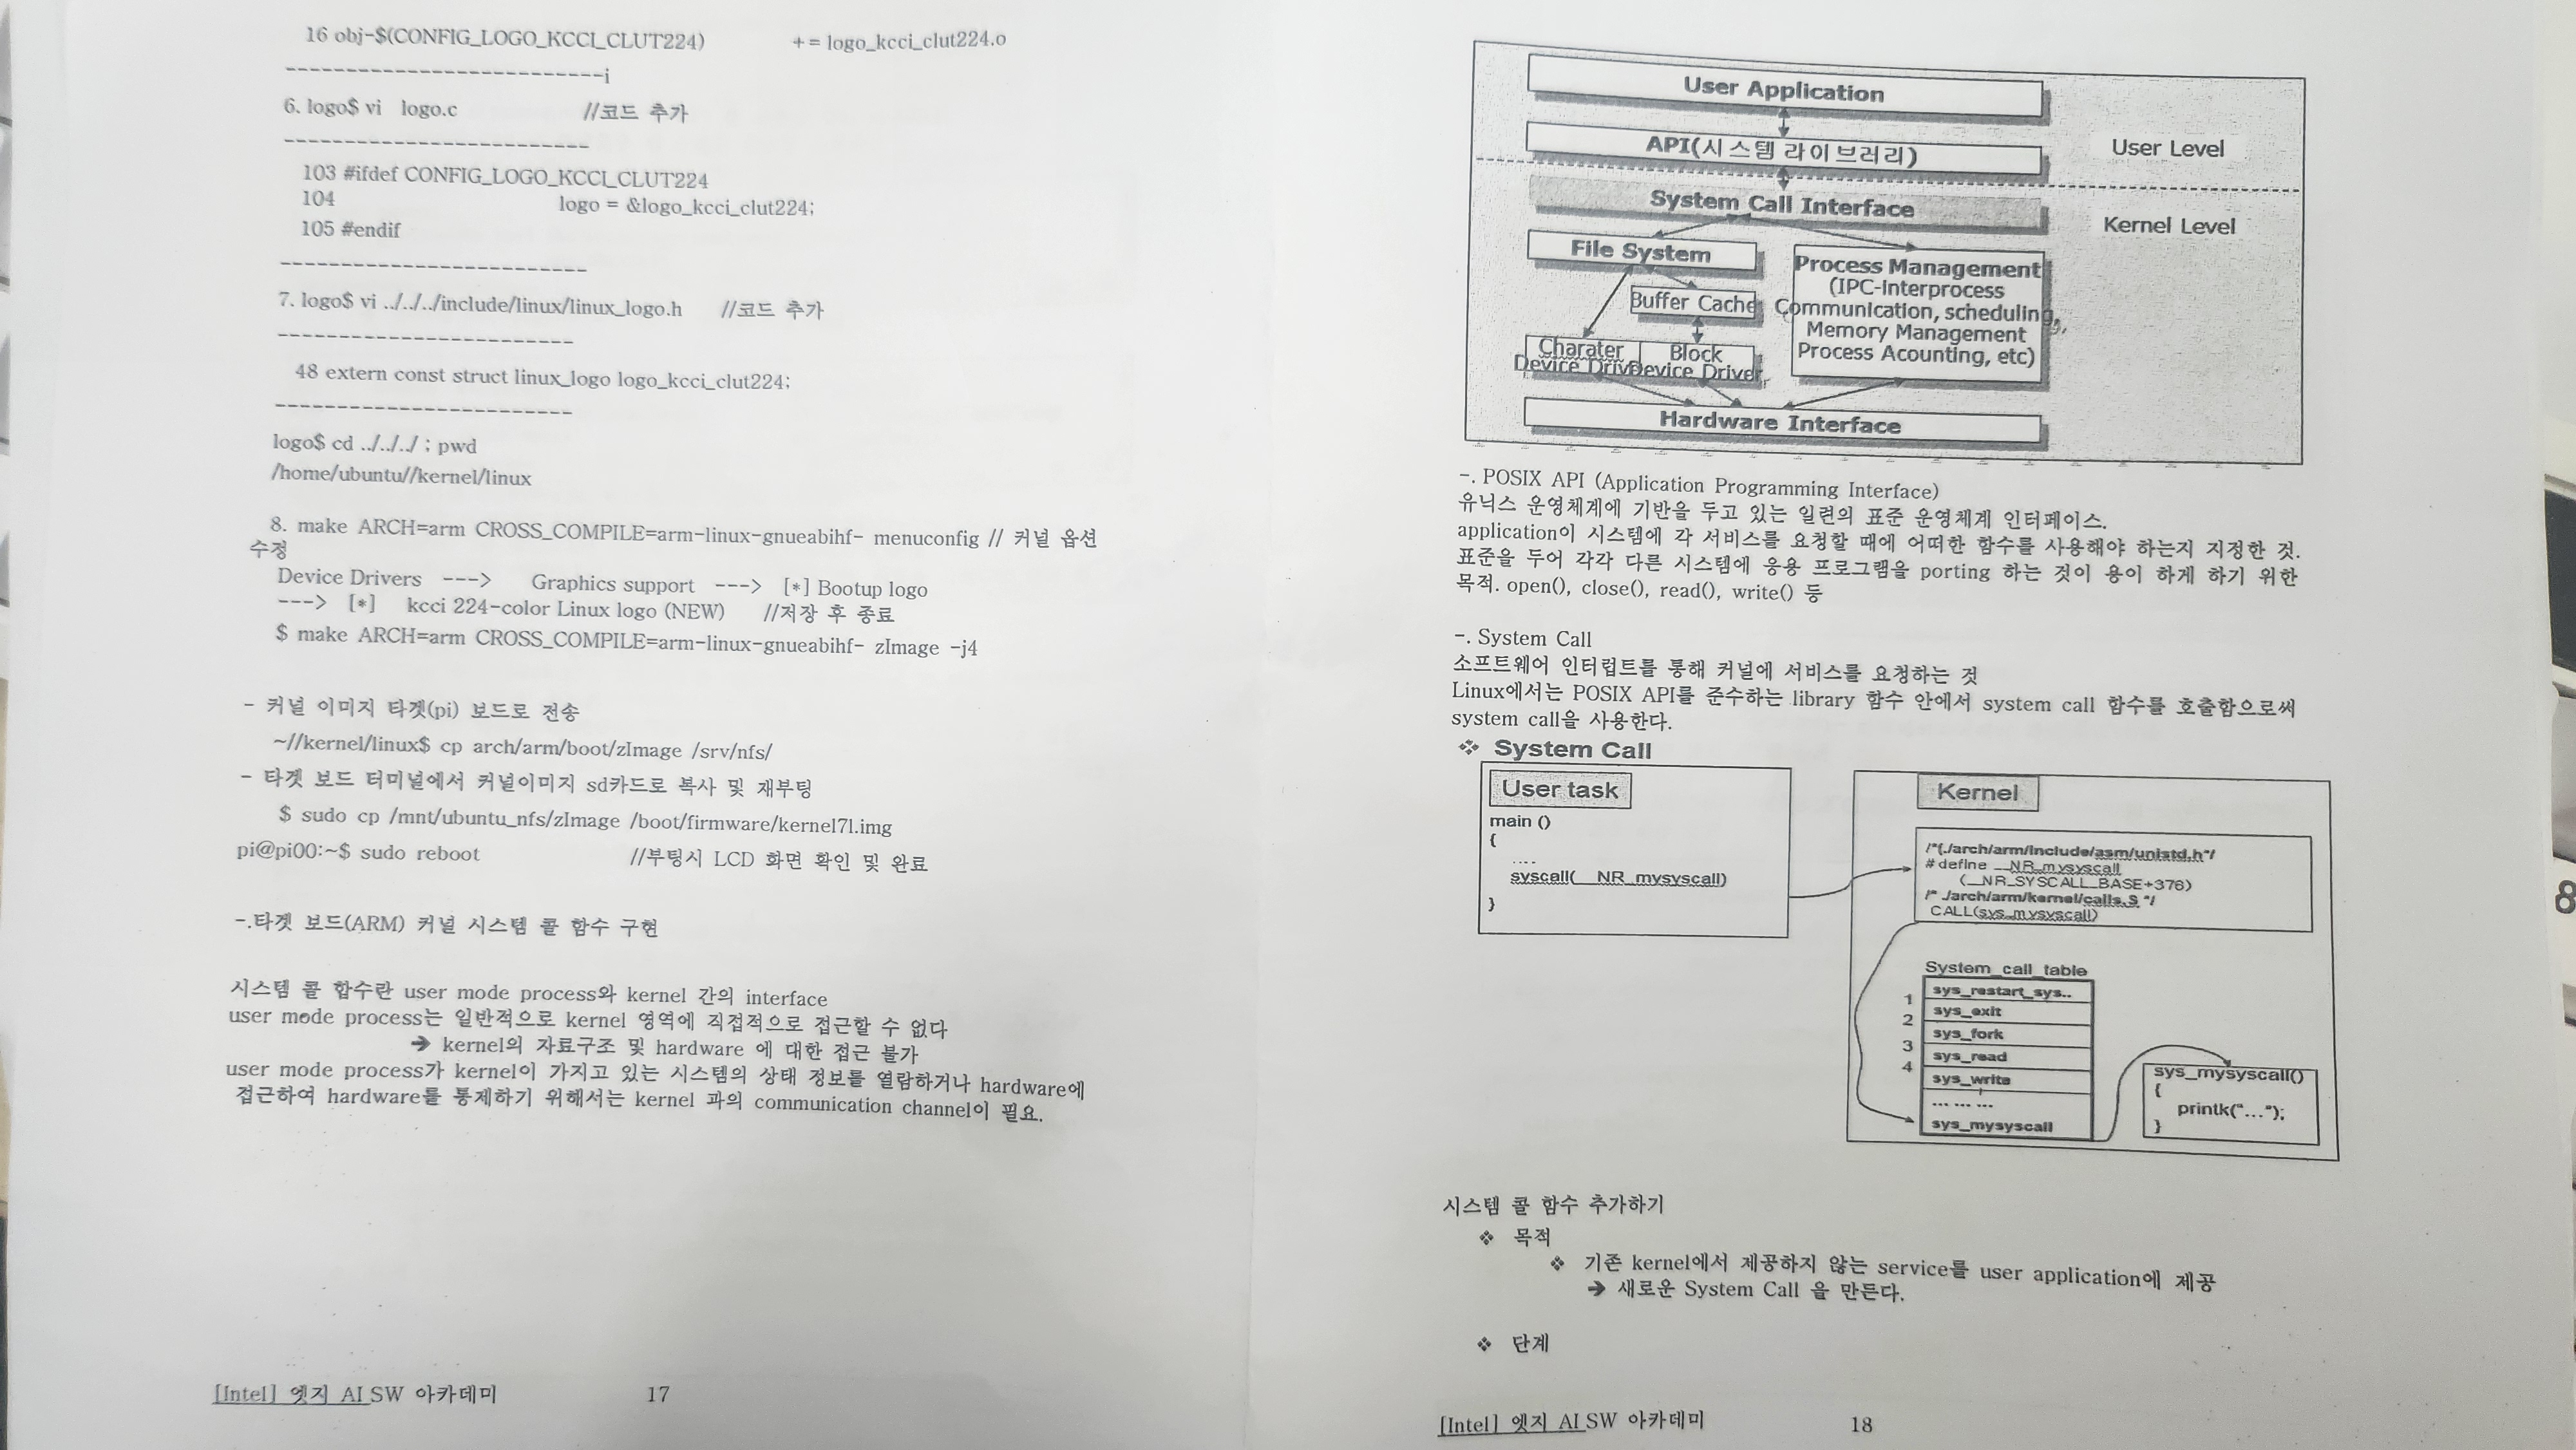 16 obj-$(CONFIG_LOGO_KCCI_CLUT224) += logo_kcci_clut224.o
--------------------------i
6. logo$ vi logo.c //코드 추가
-------------------------
103 #ifdef CONFIG_LOGO_KCCI_CLUT224
104 logo = &logo_kcci_clut224;
105 #endif
-------------------------
7. logo$ vi ../../../include/linux/linux_logo.h //코드 추가
------------------------
48 extern const struct linux_logo logo_kcci_clut224;
------------------------
logo$ cd ../../../ ; pwd
/home/ubuntu//kernel/linux
8. make ARCH=arm CROSS_COMPILE=arm-linux-gnueabihf- menuconfig // 커널 옵션
수정
Device Drivers ---> Graphics support ---> [*] Bootup logo
---> [*] kcci 224-color Linux logo (NEW) //저장 후 종료
$ make ARCH=arm CROSS_COMPILE=arm-linux-gnueabihf- zImage -j4
- 커널 이미지 타겟(pi) 보드로 전송
~//kernel/linux$ cp arch/arm/boot/zImage /srv/nfs/
- 타겟 보드 터미널에서 커널이미지 sd카드로 복사 및 재부팅
$ sudo cp /mnt/ubuntu_nfs/zImage /boot/firmware/kernel7l.img
pi@pi00:~$ sudo reboot //부팅시 LCD 화면 확인 및 완료
-.타겟 보드(ARM) 커널 시스템 콜 함수 구현
시스템 콜 함수란 user mode process와 kernel 간의 interface
user mode process는 일반적으로 kernel 영역에 직접적으로 접근할 수 없다
➔ kernel의 자료구조 및 hardware 에 대한 접근 불가
user mode process가 kernel이 가지고 있는 시스템의 상태 정보를 열람하거나 hardware에
접근하여 hardware를 통제하기 위해서는 kernel 과의 communication channel이 필요.
[Intel] 엣지 AI SW 아카데미 17
User Application
API(시스템 라이브러리)
User Level
System Call Interface
Kernel Level
File System
Process Management
(IPC-interprocess
Communication, scheduling,
Memory Management
Process Acounting, etc)
Buffer Cache
Charater
Device Driver
Block
Device Driver
Hardware Interface
-. POSIX API (Application Programming Interface)
유닉스 운영체계에 기반을 두고 있는 일련의 표준 운영체계 인터페이스.
application이 시스템에 각 서비스를 요청할 때에 어떠한 함수를 사용해야 하는지 지정한 것.
표준을 두어 각각 다른 시스템에 응용 프로그램을 porting 하는 것이 용이 하게 하기 위한
목적. open(), close(), read(), write() 등
-. System Call
소프트웨어 인터럽트를 통해 커널에 서비스를 요청하는 것
Linux에서는 POSIX API를 준수하는 library 함수 안에서 system call 함수를 호출함으로써
system call을 사용한다.
❖ System Call
User task
main ()
{
....
syscall(__NR_mysyscall)
}
Kernel
/*(./arch/arm/include/asm/unistd.h*/
#define __NR_mysyscall
(__NR_SYSCALL_BASE+376)
/* ./arch/arm/kernel/calls.S */
CALL(sys_mysyscall)
System_call_table
sys_restart_sys..
1 sys_exit
2 sys_fork
3 sys_read
4 sys_write
... ... ...
sys_mysyscall
sys_mysyscall()
{
printk("...");
}
시스템 콜 함수 추가하기
❖ 목적
❖ 기존 kernel에서 제공하지 않는 service를 user application에 제공
➔ 새로운 System Call 을 만든다.
❖ 단계
[Intel] 엣지 AI SW 아카데미 18
8